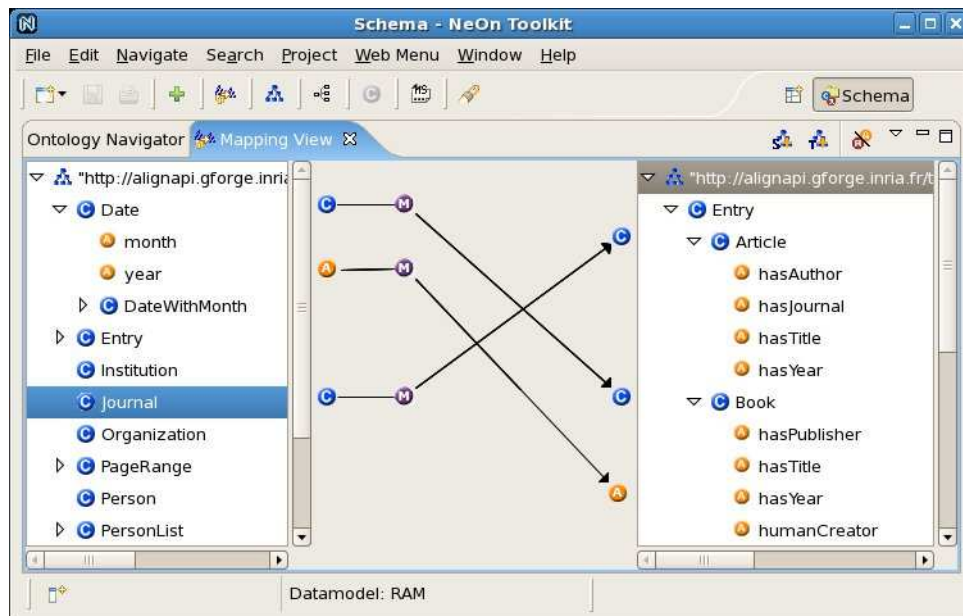 Schema - NeOn Toolkit
File Edit Navigate Search Project Web Menu Window Help
Schema
Ontology Navigator Mapping View
"http://alignapi.gforge.inria
"http://alignapi.gforge.inria.fr/t
Date
month
year
DateWithMonth
Entry
Institution
Journal
Organization
PageRange
Person
PersonList
C M
A M
C M
C
C
A
Entry
Article
hasAuthor
hasJournal
hasTitle
hasYear
Book
hasPublisher
hasTitle
hasYear
humanCreator
Datamodel: RAM